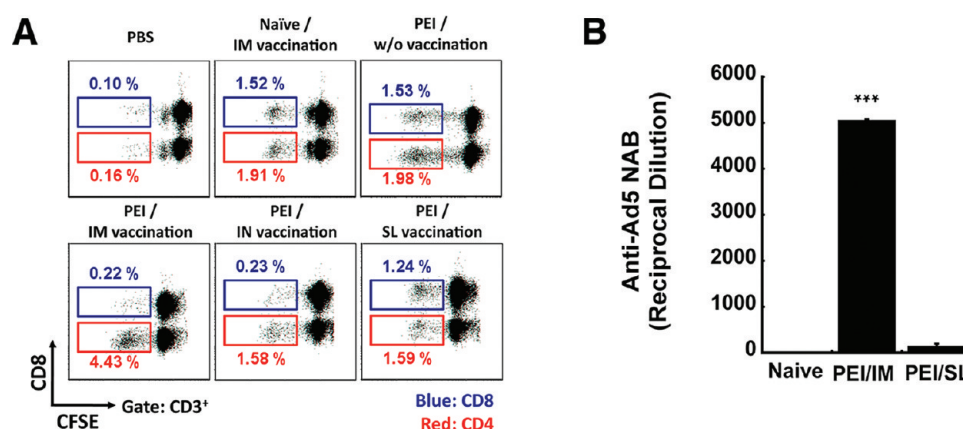 A
PBS
0.10 %
0.16 %
Naïve /
IM vaccination
1.52 %
1.91 %
PEI /
w/o vaccination
1.53 %
1.98 %
PEI /
IM vaccination
0.22 %
4.43 %
PEI /
IN vaccination
0.23 %
1.58 %
PEI /
SL vaccination
1.24 %
1.59 %
CD8
CFSE
Gate: CD3+
Blue: CD8
Red: CD4
B
Anti-Ad5 NAB
(Reciprocal Dilution)
6000
5000
4000
3000
2000
1000
0
***
Naive
PEI/IM
PEI/SL